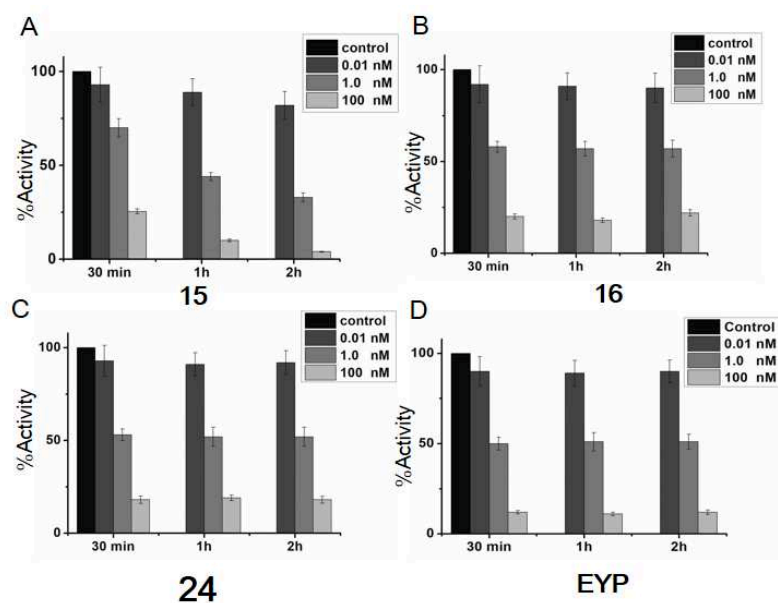 A
control
0.01 nM
1.0 nM
100 nM
100
50
0
%Activity
30 min 1h 2h
15
B
control
0.01 nM
1.0 nM
100 nM
100
50
0
%Activity
30 min 1h 2h
16
C
control
0.01 nM
1.0 nM
100 nM
100
50
0
%Activity
30 min 1h 2h
24
D
Control
0.01 nM
1.0 nM
100 nM
100
50
0
%Activity
30 min 1h 2h
EYP